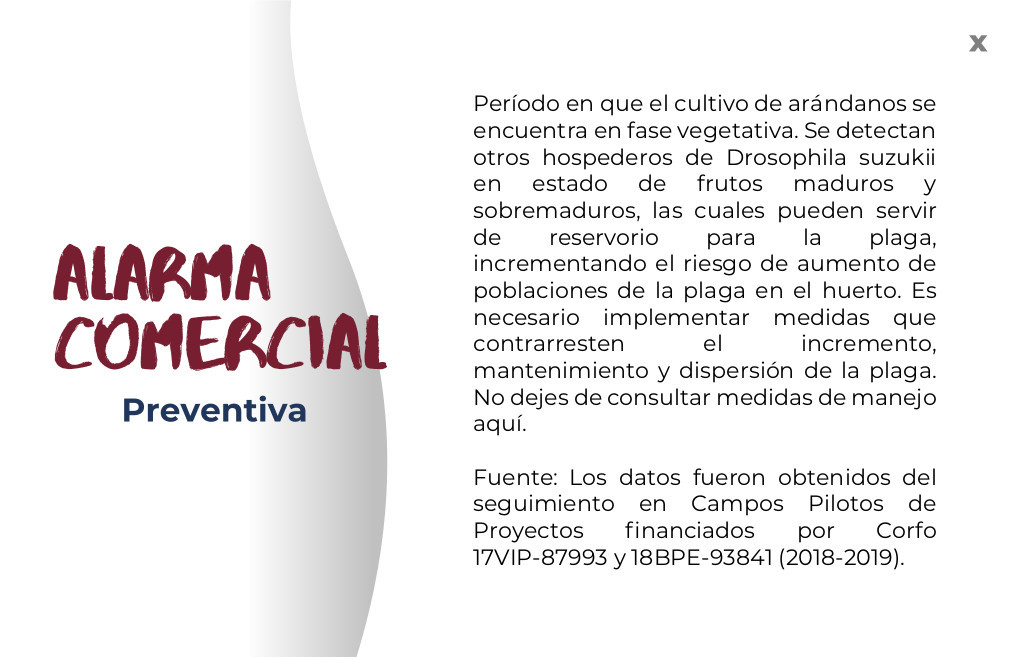 x
ALARMA
COMERCIAL
Preventiva
Período en que el cultivo de arándanos se
encuentra en fase vegetativa. Se detectan
otros hospederos de Drosophila suzukii
en estado de frutos maduros y
sobremaduros, las cuales pueden servir
de reservorio para la plaga,
incrementando el riesgo de aumento de
poblaciones de la plaga en el huerto. Es
necesario implementar medidas que
contrarresten el incremento,
mantenimiento y dispersión de la plaga.
No dejes de consultar medidas de manejo
aquí.
Fuente: Los datos fueron obtenidos del
seguimiento en Campos Pilotos de
Proyectos financiados por Corfo
17VIP-87993 y 18BPE-93841 (2018-2019).